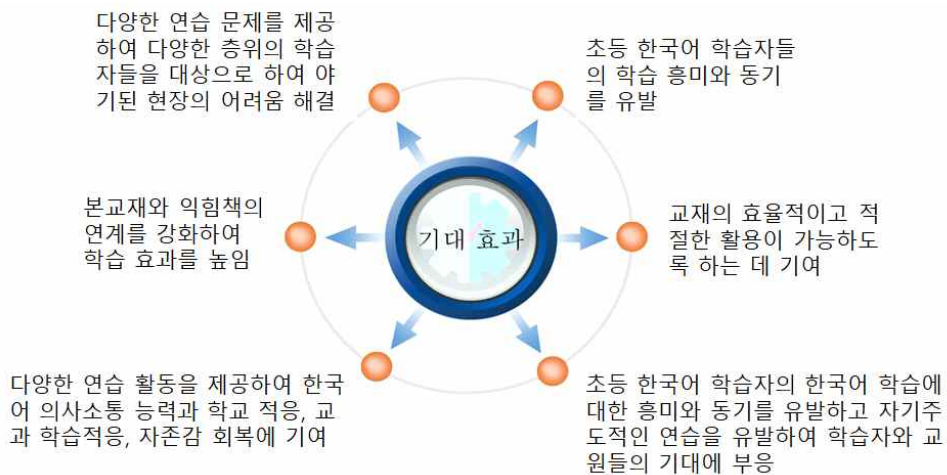 다양한 연습 문제를 제공
하여 다양한 층위의 학습
자들을 대상으로 하여 야
기된 현장의 어려움 해결
초등 한국어 학습자들
의 학습 흥미와 동기
를 유발
본교재와 익힘책의
연계를 강화하여
학습 효과를 높임
기대 효과
교재의 효율적이고 적
절한 활용이 가능하도
록 하는 데 기여
다양한 연습 활동을 제공하여 한국
어 의사소통 능력과 학교 적응, 교
과 학습적응, 자존감 회복에 기여
초등 한국어 학습자의 한국어 학습에
대한 흥미와 동기를 유발하고 자기주
도적인 연습을 유발하여 학습자와 교
원들의 기대에 부응